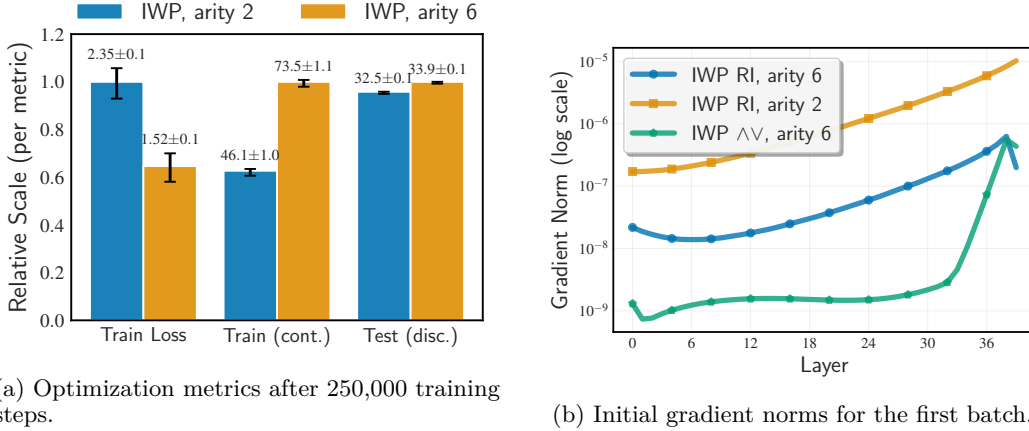 IWP, arity 2 IWP, arity 6
Relative Scale (per metric)
1.2
1.0
0.8
0.6
0.4
0.2
0.0
2.35±0.1
1.52±0.1
46.1±1.0
73.5±1.1
32.5±0.1
33.9±0.1
Train Loss Train (cont.) Test (disc.)
(a) Optimization metrics after 250,000 training
steps.
Gradient Norm (log scale)
10⁻⁵
10⁻⁶
10⁻⁷
10⁻⁸
10⁻⁹
IWP RI, arity 6
IWP RI, arity 2
IWP ∧∨, arity 6
0 6 12 18 24 30 36
Layer
(b) Initial gradient norms for the first batch.